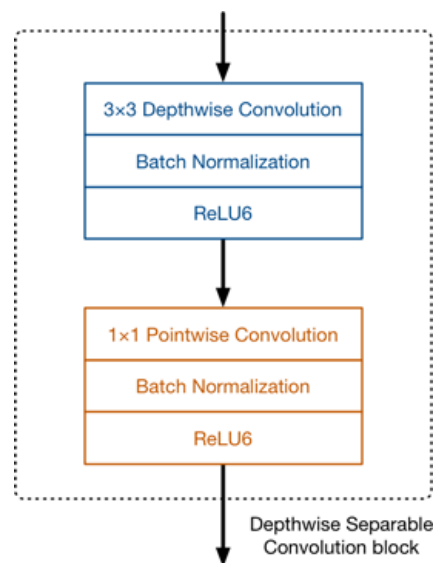 3×3 Depthwise Convolution
Batch Normalization
ReLU6
1×1 Pointwise Convolution
Batch Normalization
ReLU6
Depthwise Separable
Convolution block